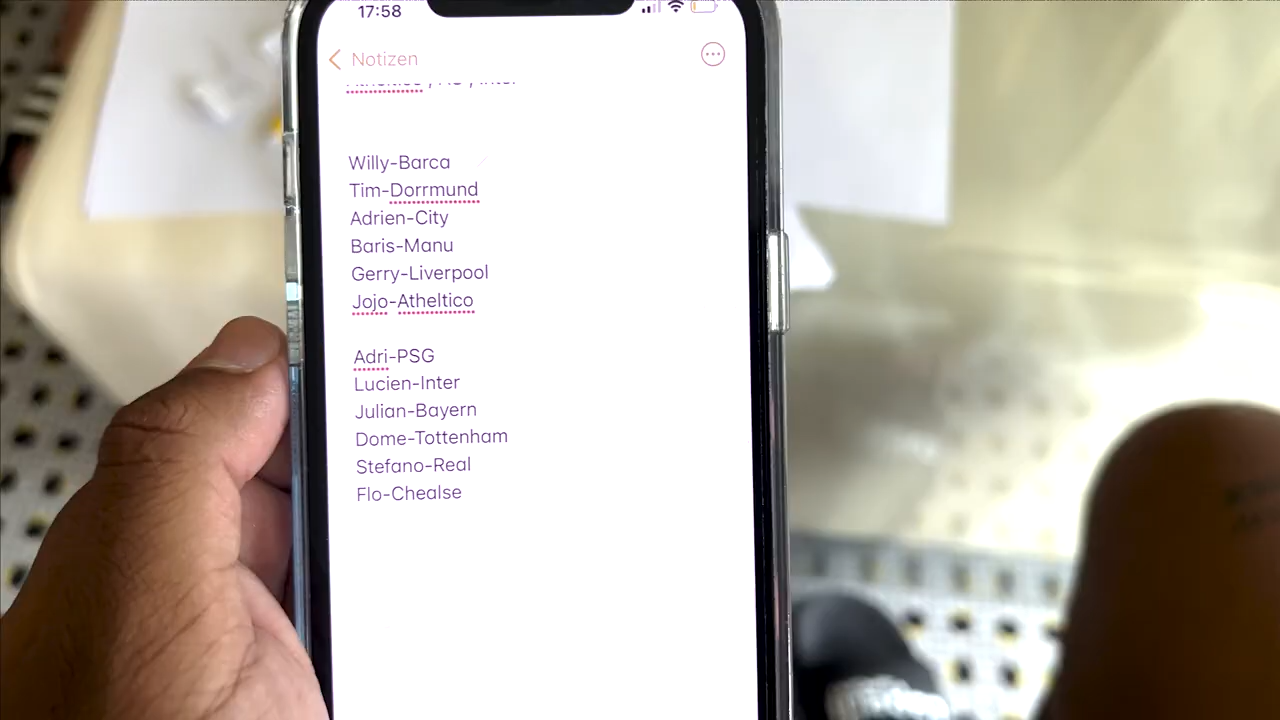 17:58
Notizen
Willy-Barca
Tim-Dorrmund
Adrien-City
Baris-Manu
Gerry-Liverpool
Jojo-Atheltico
Adri-PSG
Lucien-Inter
Julian-Bayern
Dome-Tottenham
Stefano-Real
Flo-Chealse